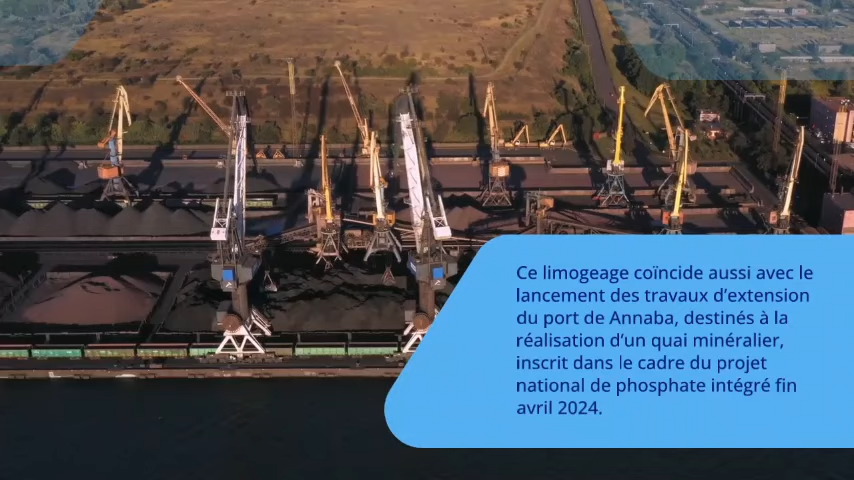 Ce limogeage coïncide aussi avec le
lancement des travaux d’extension
du port de Annaba, destinés à la
réalisation d’un quai minéralier,
inscrit dans le cadre du projet
national de phosphate intégré fin
avril 2024.